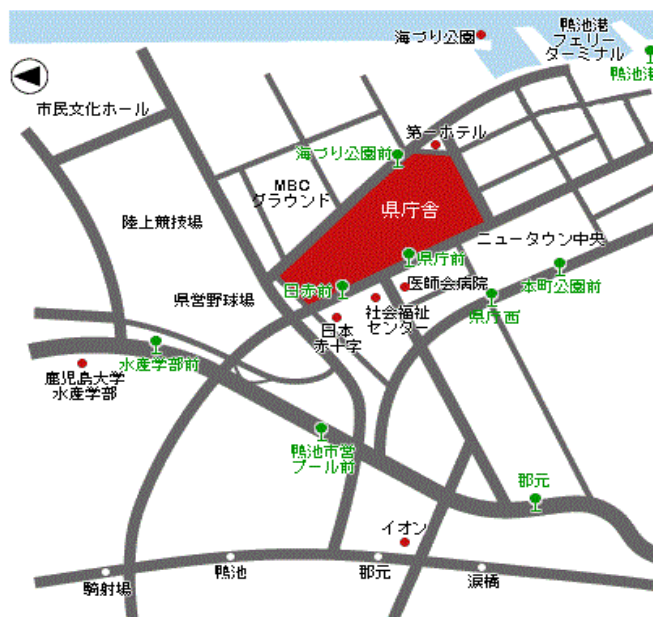 海づり公園
鴨池港
フェリー
ターミナル
鴨池港
市民文化ホール
第一ホテル
海づり公園前
MBC
グラウンド
県庁舎
陸上競技場
ニュータウン中央
県庁前
日赤前
医師会病院
本町公園前
県営野球場
社会福祉
センター
県庁西
日本
赤十字
水産学部前
鹿児島大学
水産学部
鴨池市営
プール前
郡元
イオン
騎射場
鴨池
郡元
涙橋